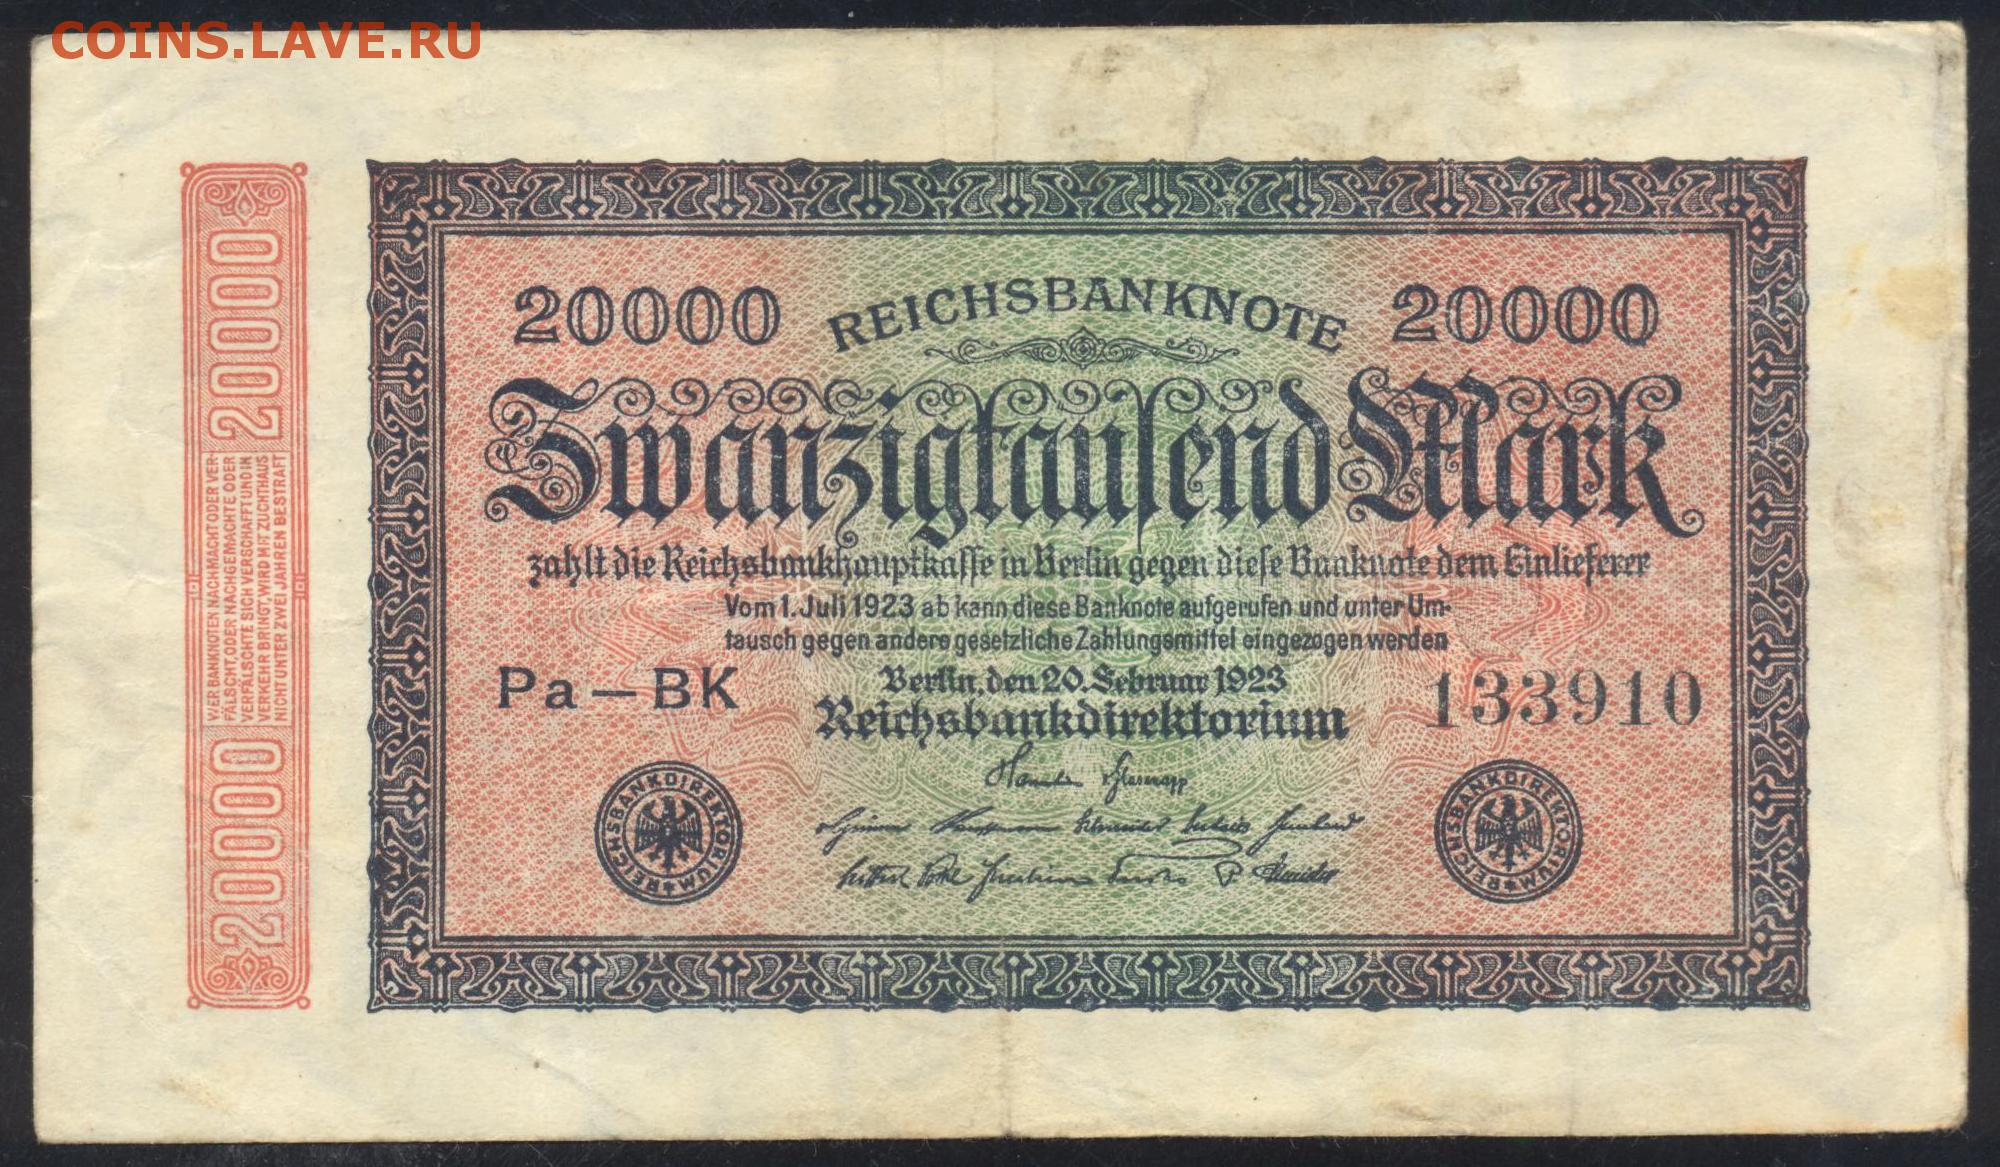 COINS.LAVE.RU
20000
WER BANKNOTEN NACHMACHT ODER VER
FÄLSCHT, ODER NACHGEMACHTE ODER
VERFÄLSCHTE SICH VERSCHAFFT UND IN
VERKEHR BRINGT, WIRD MIT ZUCHTHAUS
NICHT UNTER ZWEI JAHREN BESTRAFT
20000
20000 REICHSBANKNOTE 20000
Zwanzigtausend Mark
zahlt die Reichsbankhauptkasse in Berlin gegen diese Banknote dem Einlieferer
Vom 1. Juli 1923 ab kann diese Banknote aufgerufen und unter Um-
tausch gegen andere gesetzliche Zahlungsmittel eingezogen werden
Berlin, den 20. Februar 1923
Pa—BK 133910
Reichsbankdirektorium
REICHSBANKDIREKTORIUM
REICHSBANKDIREKTORIUM